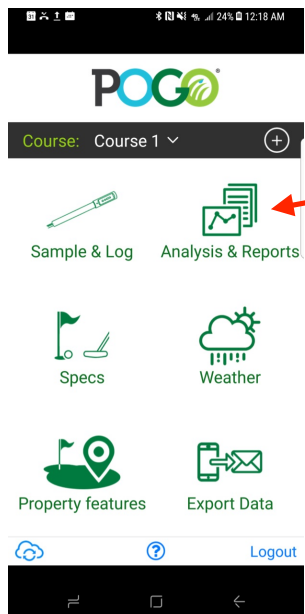 31 24% 12:18 AM
POGO
Course: Course 1
Sample & Log
Analysis & Reports
Specs
Weather
Property features
Export Data
? Logout